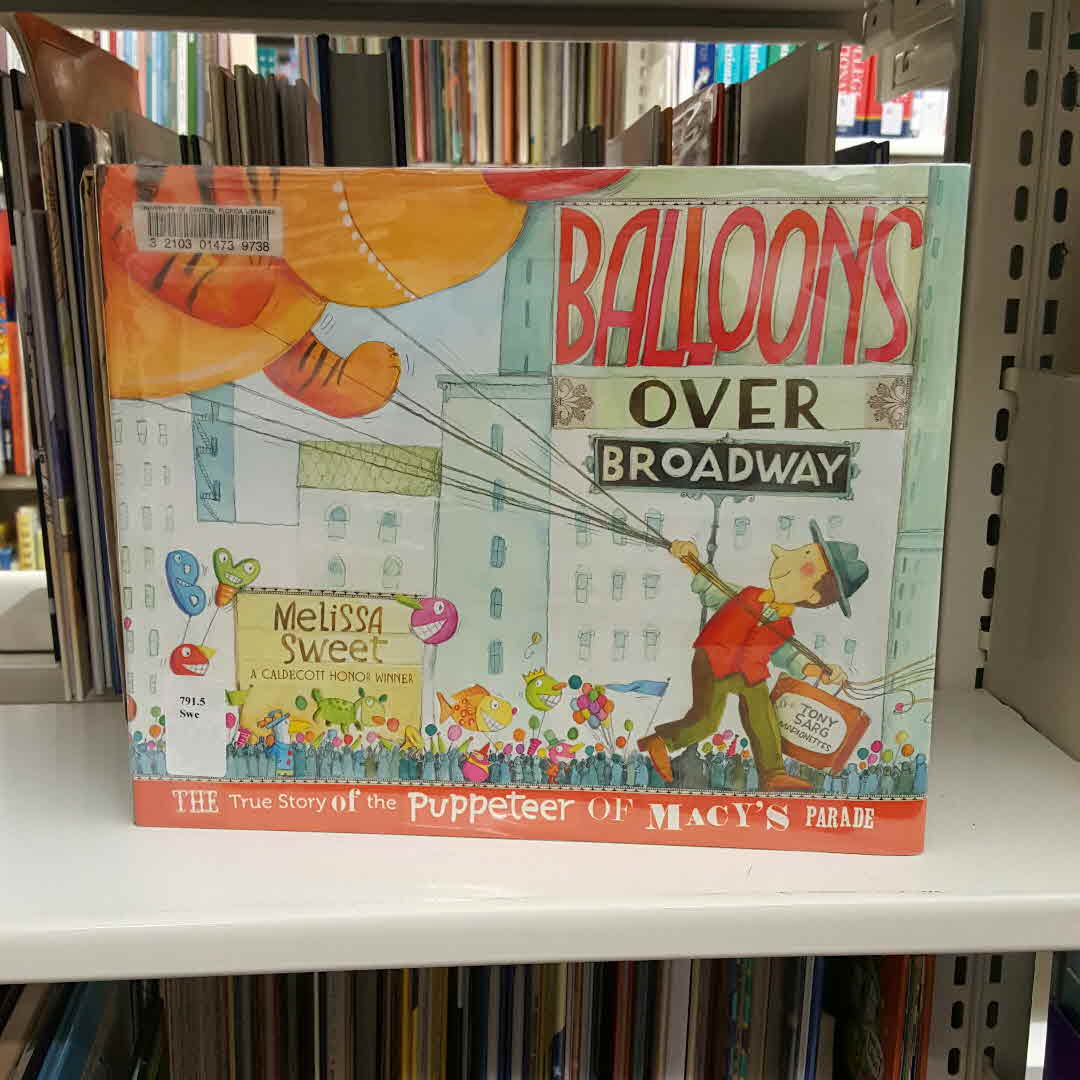 UNIVERSITY OF CENTRAL FLORIDA LIBRARIES
3 2103 01473 9738
BALLOONS
OVER
BROADWAY
BY
MELISSA
SWEET
A CALDECOTT HONOR WINNER
791.5
Swe
TONY
SARG
MARIONETTES
THE True Story of the Puppeteer OF MACY'S PARADE